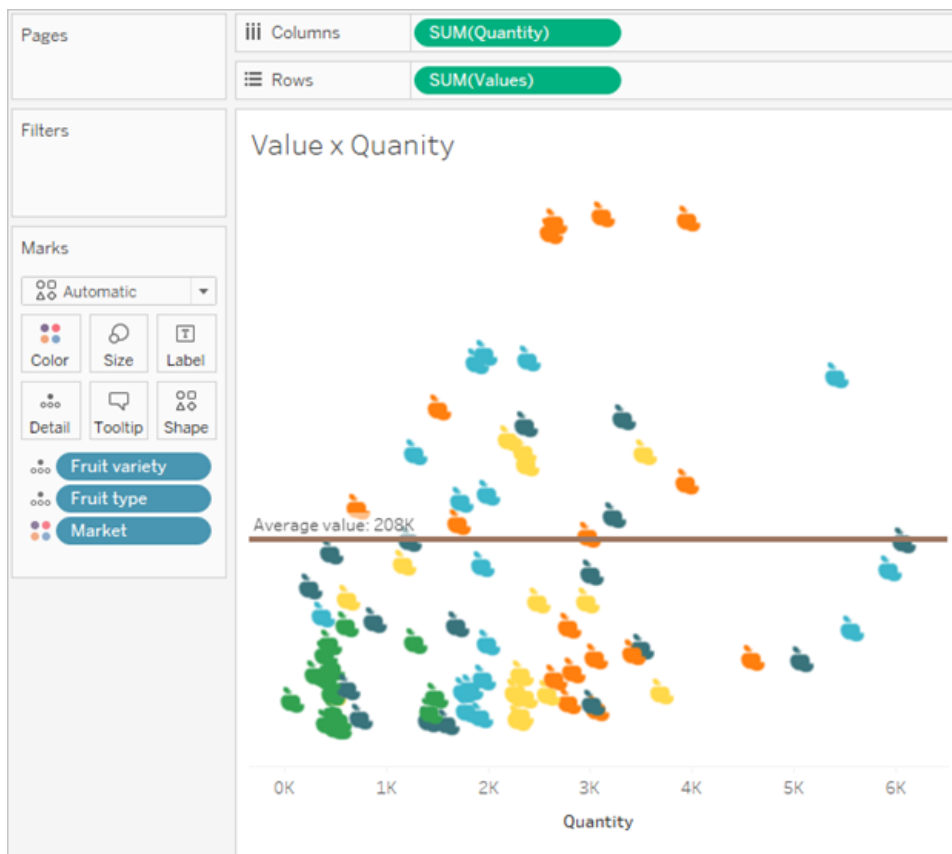 Pages
Columns
SUM(Quantity)
Rows
SUM(Values)
Filters
Value x Quanity
Marks
Automatic
Color
Size
Label
Detail
Tooltip
Shape
Fruit variety
Fruit type
Market
Average value: 208K
0K
1K
2K
3K
4K
5K
6K
Quantity